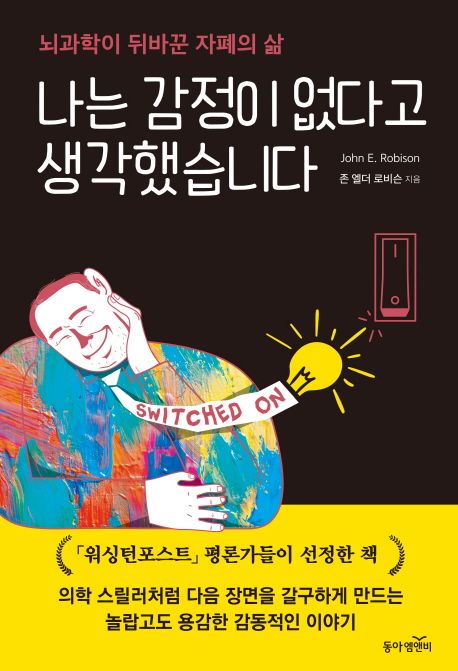 뇌과학이 뒤바꾼 자폐의 삶
나는 감정이 없다고
생각했습니다
John E. Robison
존 엘더 로비슨 지음
SWITCHED ON
「워싱턴포스트」 평론가들이 선정한 책
의학 스릴러처럼 다음 장면을 갈구하게 만드는
놀랍고도 용감한 감동적인 이야기
동아엠앤비